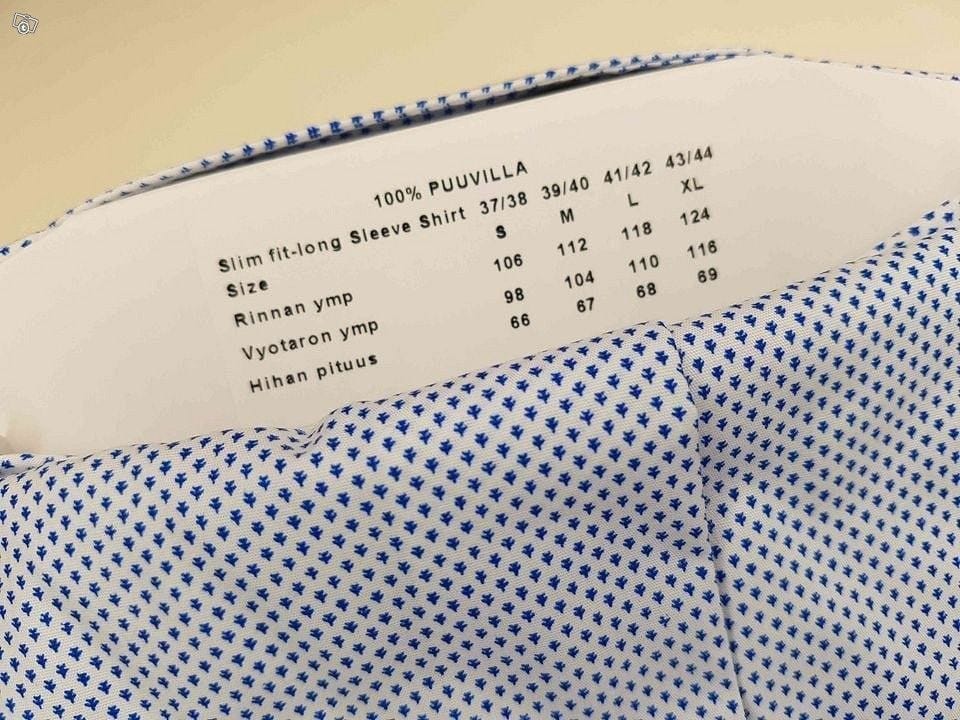 100% PUUVILLA
Slim fit-long Sleeve Shirt 37/38 39/40 41/42 43/44
Size S M L XL
Rinnan ymp 106 112 118 124
Vyotaron ymp 98 104 110 116
Hihan pituus 66 67 68 69